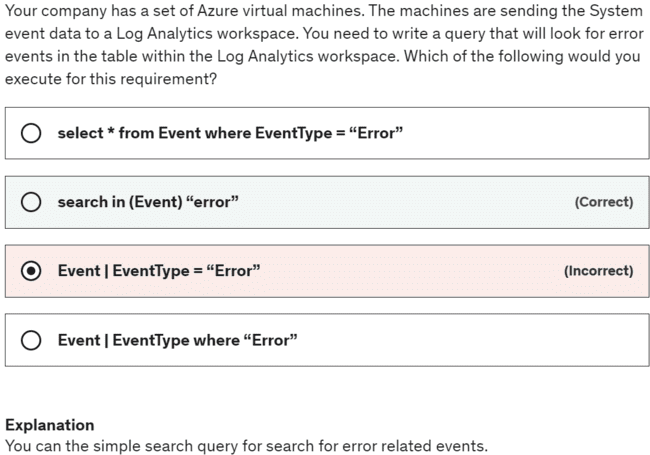 Your company has a set of Azure virtual machines. The machines are sending the System
event data to a Log Analytics workspace. You need to write a query that will look for error
events in the table within the Log Analytics workspace. Which of the following would you
execute for this requirement?
select * from Event where EventType = “Error”
search in (Event) “error” (Correct)
Event | EventType = “Error” (Incorrect)
Event | EventType where “Error”
Explanation
You can the simple search query for search for error related events.